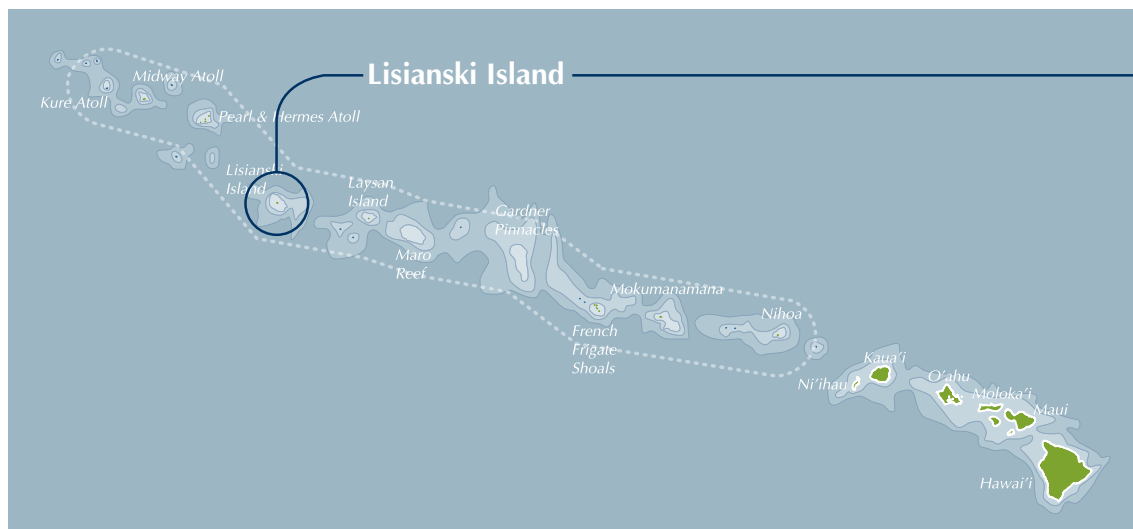 Lisianski Island
Midway Atoll
Kure Atoll
Pearl & Hermes Atoll
Lisianski
Island
Laysan
Island
Gardner
Pinnacles
Maro
Reef
Mokumanamana
Nihoa
French
Frigate
Shoals
Kaua'i
Ni'ihau
O'ahu
Moloka'i
Maui
Hawai'i